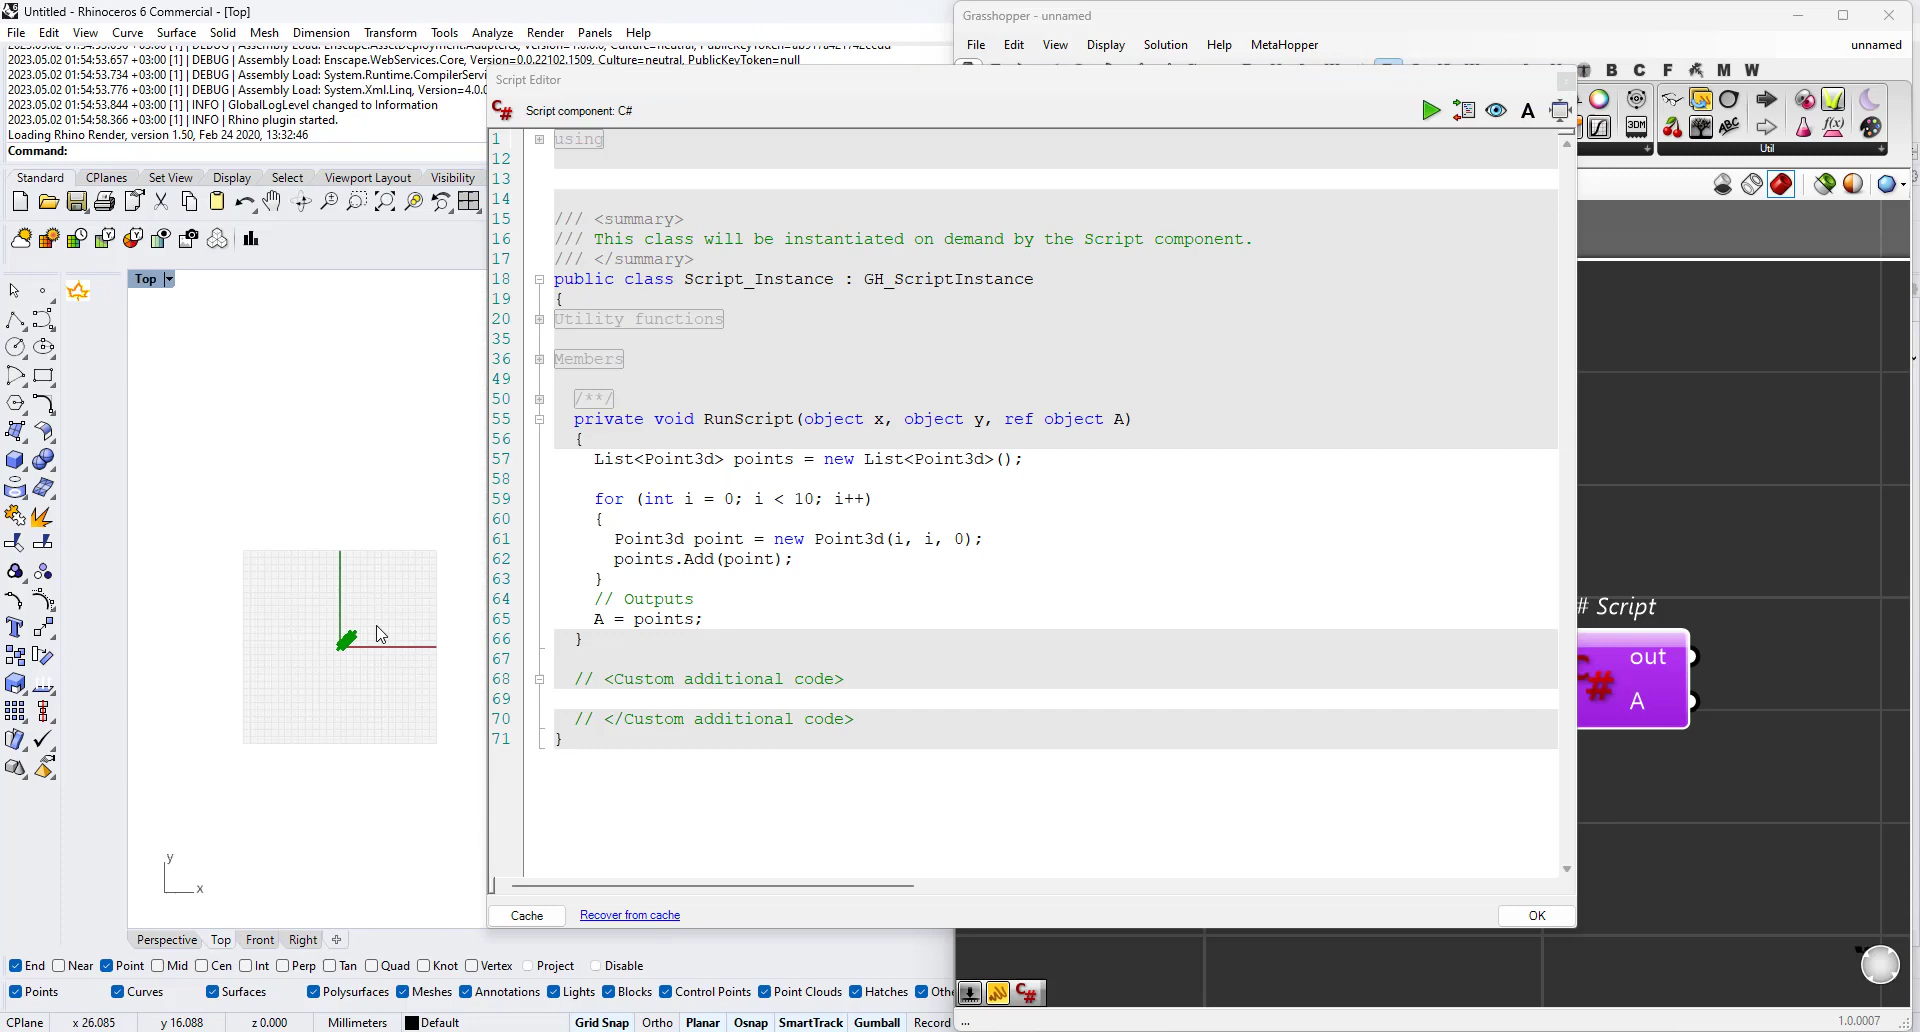 Untitled - Rhinoceros 6 Commercial - [Top]
File Edit View Curve Surface Solid Mesh Dimension Transform Tools Analyze Render Panels Help
2023.05.02 01:54:53.657 +03:00 [1] | DEBUG | Assembly Load: Enscape.WebServices.Core, Version=0.0.22102.1509, Culture=neutral, PublicKeyToken=null
2023.05.02 01:54:53.734 +03:00 [1] | DEBUG | Assembly Load: System.Runtime.CompilerServi
2023.05.02 01:54:53.776 +03:00 [1] | DEBUG | Assembly Load: System.Xml.Linq, Version=4.0.0
2023.05.02 01:54:53.844 +03:00 [1] | INFO | GlobalLogLevel changed to Information
2023.05.02 01:54:58.366 +03:00 [1] | INFO | Rhino plugin started.
Loading Rhino Render, version 1.50, Feb 24 2020, 13:32:46
Command:
Standard CPlanes Set View Display Select Viewport Layout Visibility
Top
y
x
Perspective Top Front Right
End Near Point Mid Cen Int Perp Tan Quad Knot Vertex Project Disable
Points Curves Surfaces Polysurfaces Meshes Annotations Lights Blocks Control Points Point Clouds Hatches Othe
CPlane x 26.085 y 16.088 z 0.000 Millimeters Default Grid Snap Ortho Planar Osnap SmartTrack Gumball Record
Grasshopper - unnamed
File Edit View Display Solution Help MetaHopper unnamed
B C F M W
3DM ABC f(x)
Util
Script Editor
C# Script component: C# A
1 using
12
13
14
15 /// <summary>
16 /// This class will be instantiated on demand by the Script component.
17 /// </summary>
18 public class Script_Instance : GH_ScriptInstance
19 {
20 Utility functions
35
36 Members
49
50 /**/
55 private void RunScript(object x, object y, ref object A)
56 {
57 List<Point3d> points = new List<Point3d>();
58
59 for (int i = 0; i < 10; i++)
60 {
61 Point3d point = new Point3d(i, i, 0);
62 points.Add(point);
63 }
64 // Outputs
65 A = points;
66 }
67
68 // <Custom additional code>
69
70 // </Custom additional code>
71 }
Cache Recover from cache OK
# Script
C# out
A
C#
... 1.0.0007